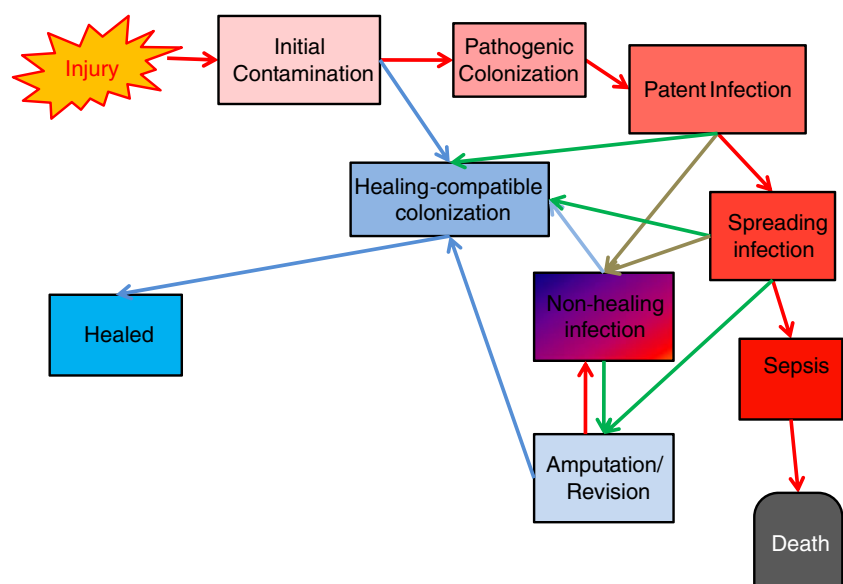 Injury
Initial
Contamination
Pathogenic
Colonization
Patent Infection
Healing-compatible
colonization
Spreading
infection
Healed
Non-healing
infection
Sepsis
Amputation/
Revision
Death